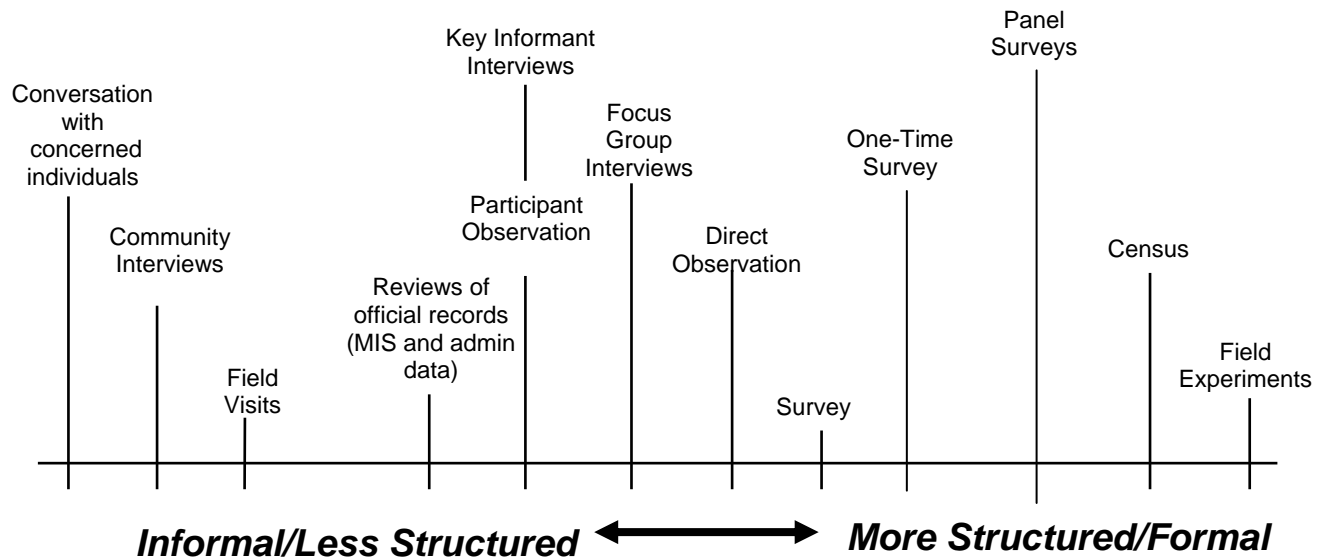 Conversation
with
concerned
individuals
Community
Interviews
Field
Visits
Reviews of
official records
(MIS and admin
data)
Key Informant
Interviews
Participant
Observation
Focus
Group
Interviews
Direct
Observation
Survey
One-Time
Survey
Panel
Surveys
Census
Field
Experiments
Informal/Less Structured
More Structured/Formal